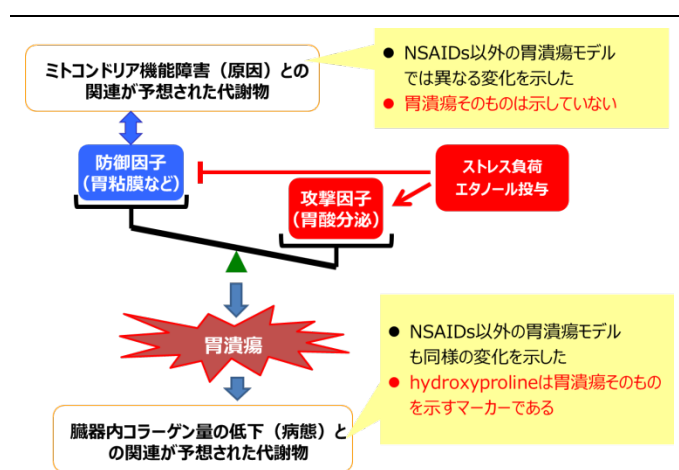 ミトコンドリア機能障害（原因）との
関連が予想された代謝物
● NSAIDs以外の胃潰瘍モデル
では異なる変化を示した
● 胃潰瘍そのものは示していない
防御因子
（胃粘膜など）
攻撃因子
（胃酸分泌）
ストレス負荷
エタノール投与
胃潰瘍
● NSAIDs以外の胃潰瘍モデル
も同様の変化を示した
● hydroxyprolineは胃潰瘍そのもの
を示すマーカーである
臓器内コラーゲン量の低下（病態）と
の関連が予想された代謝物